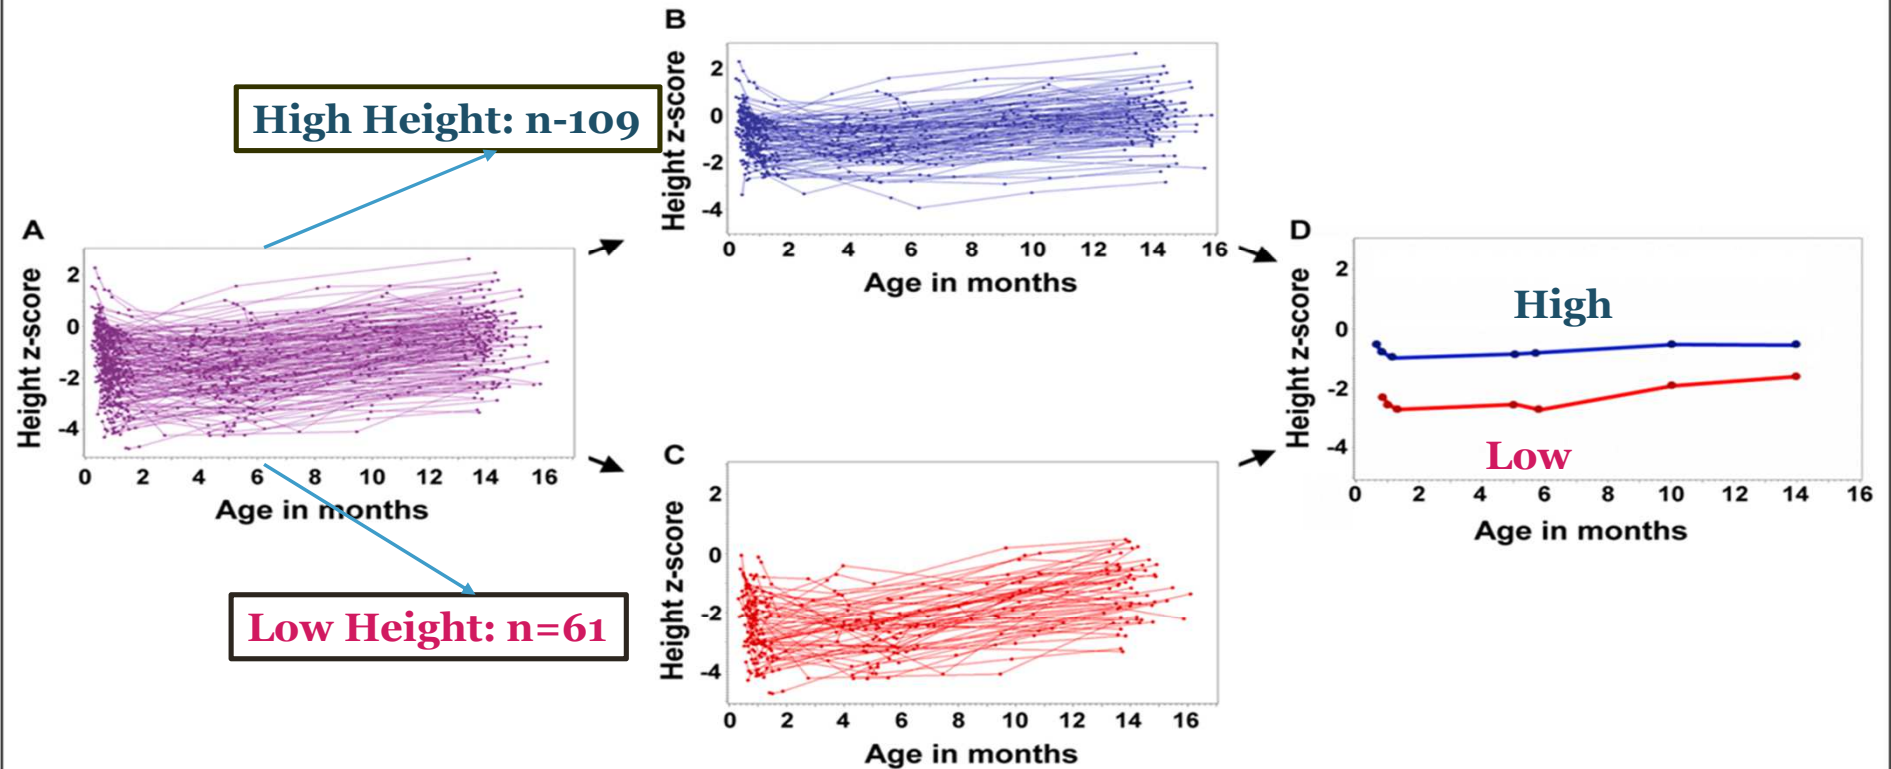 B
High Height: n-109
Height z-score
2
0
-2
-4
0 2 4 6 8 10 12 14 16
Age in months
A
Height z-score
2
0
-2
-4
0 2 4 6 8 10 12 14 16
Age in months
Low Height: n=61
C
Height z-score
2
0
-2
-4
0 2 4 6 8 10 12 14 16
Age in months
D
Height z-score
2
0
-2
-4
High
Low
0 2 4 6 8 10 12 14 16
Age in months